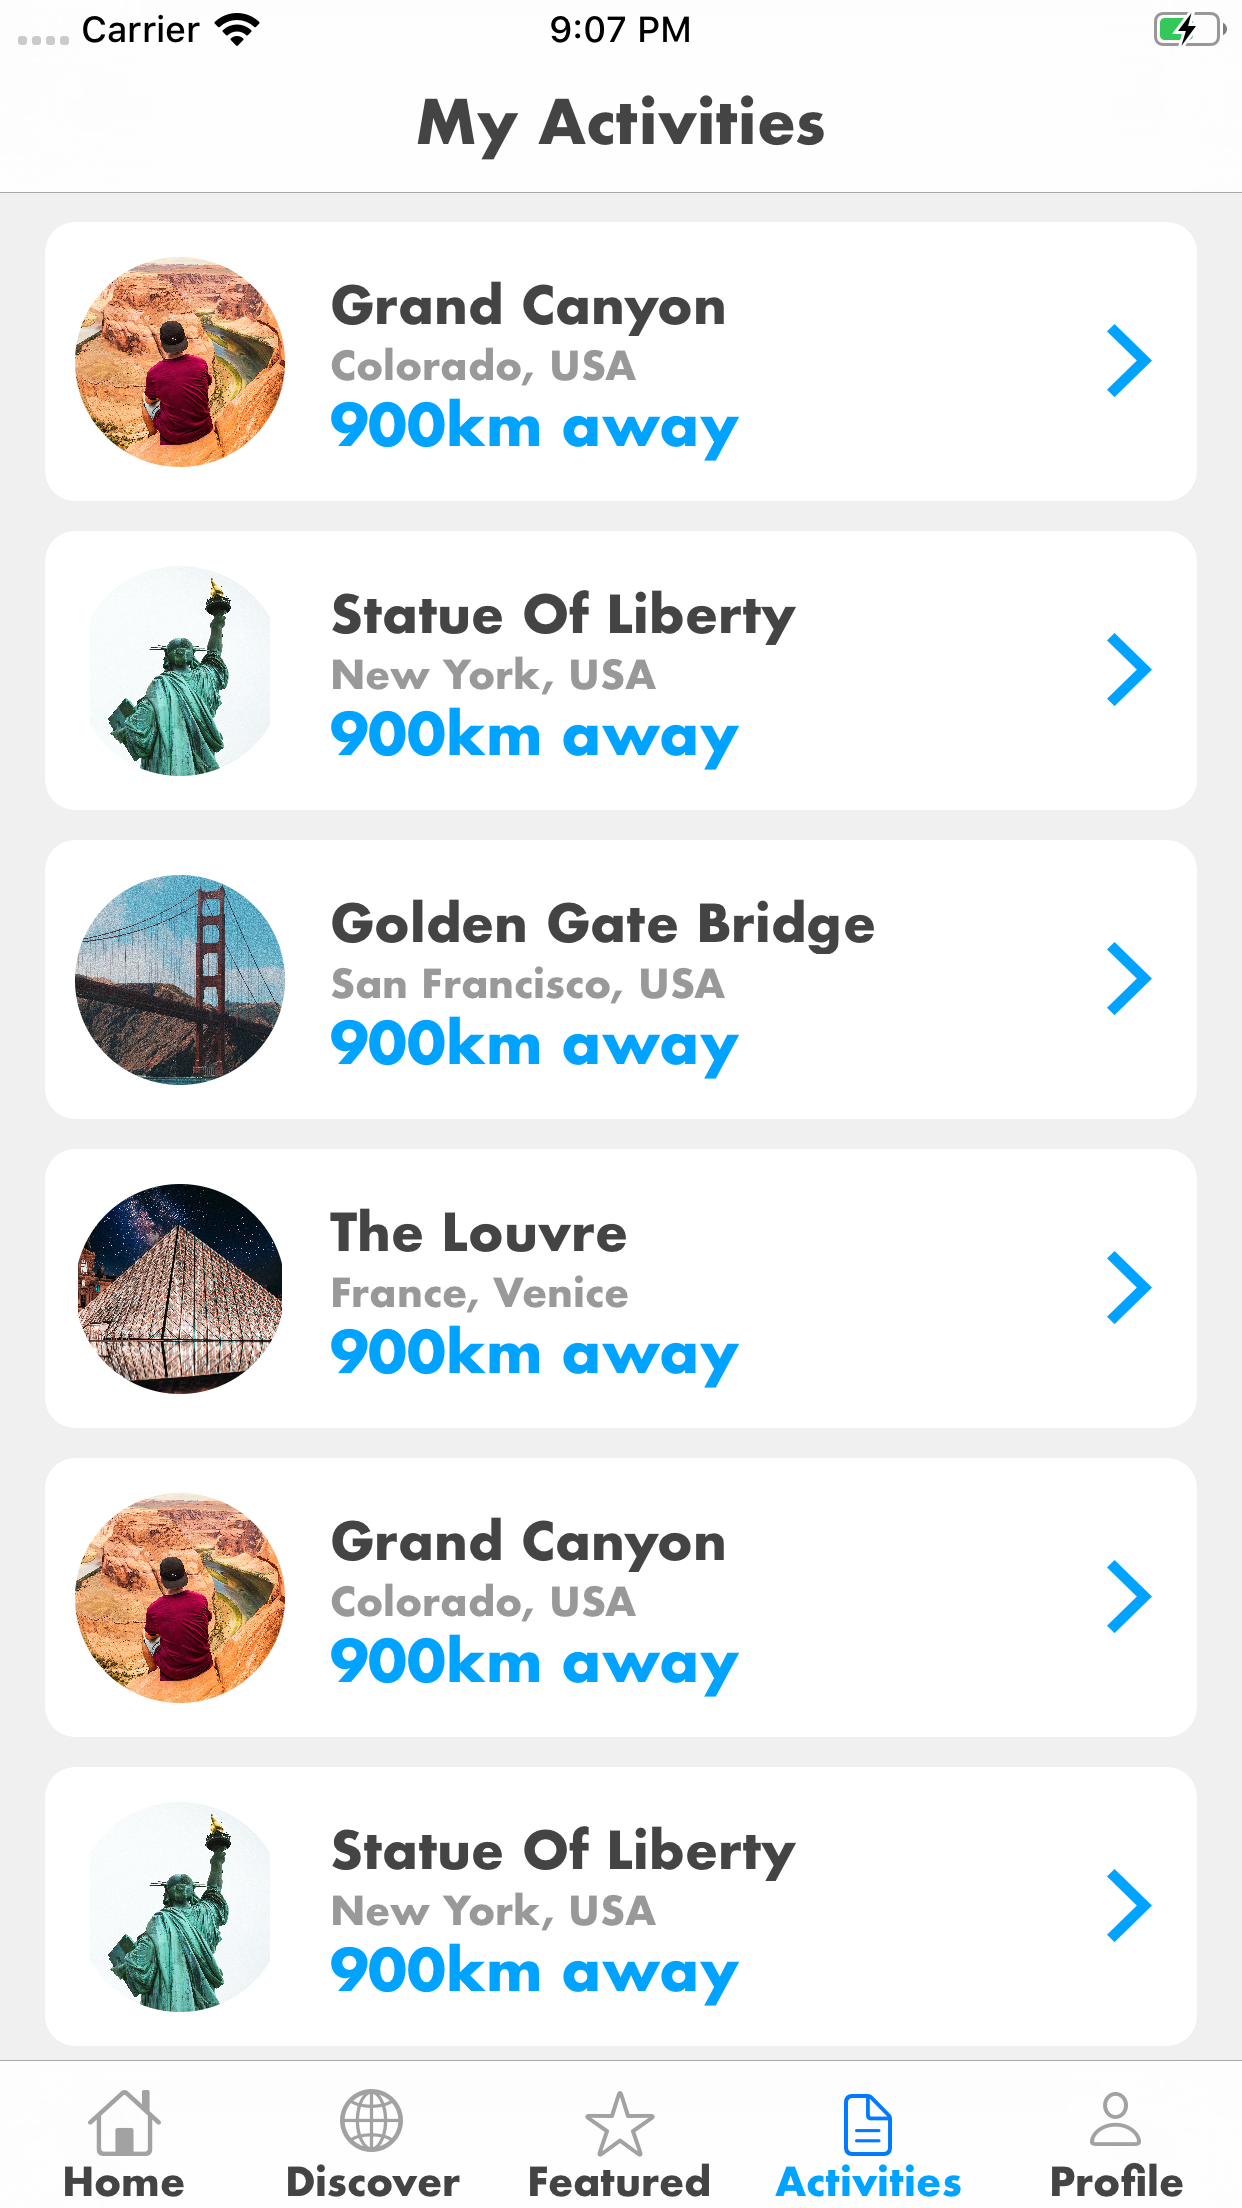 Carrier
9:07 PM
My Activities
Grand Canyon
Colorado, USA
900km away
Statue Of Liberty
New York, USA
900km away
Golden Gate Bridge
San Francisco, USA
900km away
The Louvre
France, Venice
900km away
Grand Canyon
Colorado, USA
900km away
Statue Of Liberty
New York, USA
900km away
Home
Discover
Featured
Activities
Profile